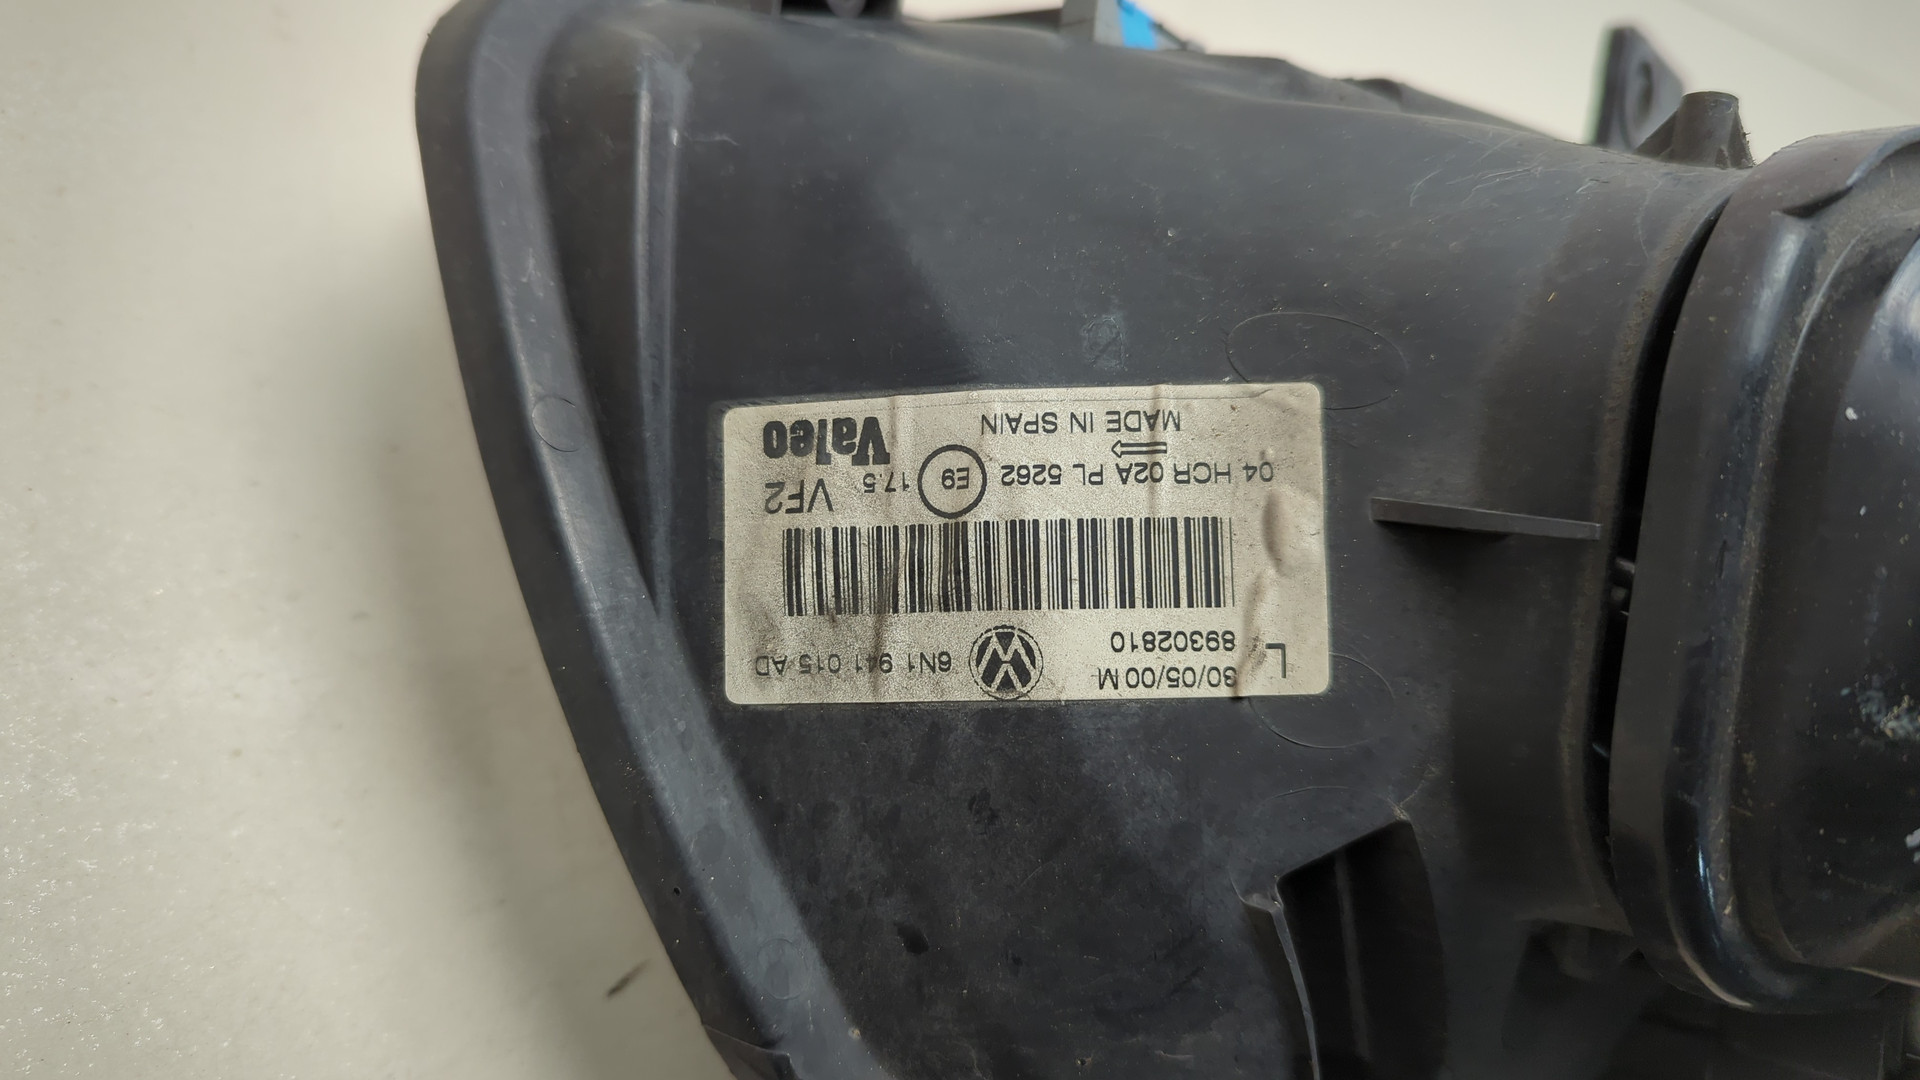 L 30/05/00 M 6N1 941 015 AD
89302810
04 HCR 02A PL 5262 E9 17.5 VF2
MADE IN SPAIN Valeo